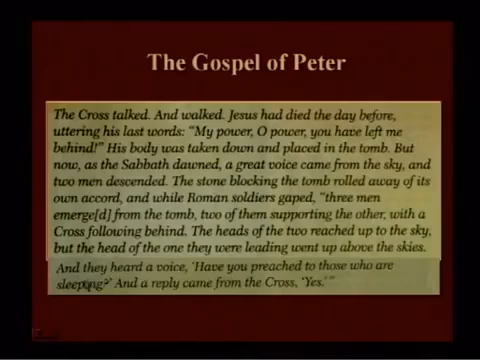 The Gospel of Peter
The Cross talked. And walked. Jesus had died the day before,
uttering his last words: “My power, O power, you have left me
behind!” His body was taken down and placed in the tomb. But
now, as the Sabbath dawned, a great voice came from the sky, and
two men descended. The stone blocking the tomb rolled away of its
own accord, and while Roman soldiers gaped, “three men
emerge[d] from the tomb, two of them supporting the other, with a
Cross following behind. The heads of the two reached up to the sky,
but the head of the one they were leading went up above the skies.
And they heard a voice, ‘Have you preached to those who are
sleeping?’ And a reply came from the Cross, ‘Yes.’”